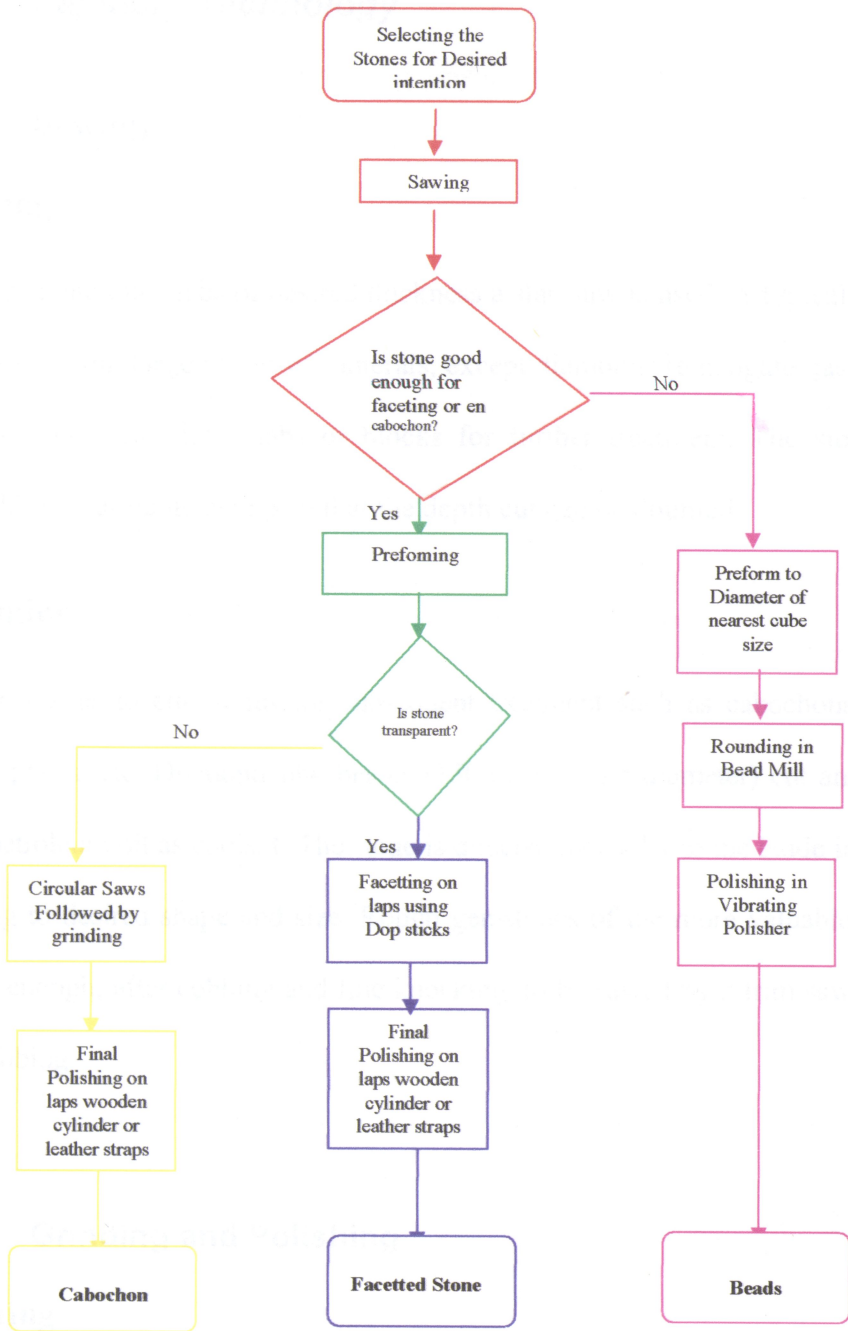 Selecting the
Stones for Desired
intention
Sawing
Is stone good
enough for
faceting or en
cabochon?
No
Yes
Prefoming
Preform to
Diameter of
nearest cube
size
Is stone
transparent?
No
Rounding in
Bead Mill
Yes
Circular Saws
Followed by
grinding
Facetting on
laps using
Dop sticks
Polishing in
Vibrating
Polisher
Final
Polishing on
laps wooden
cylinder or
leather straps
Final
Polishing on
laps wooden
cylinder or
leather straps
Cabochon
Facetted Stone
Beads